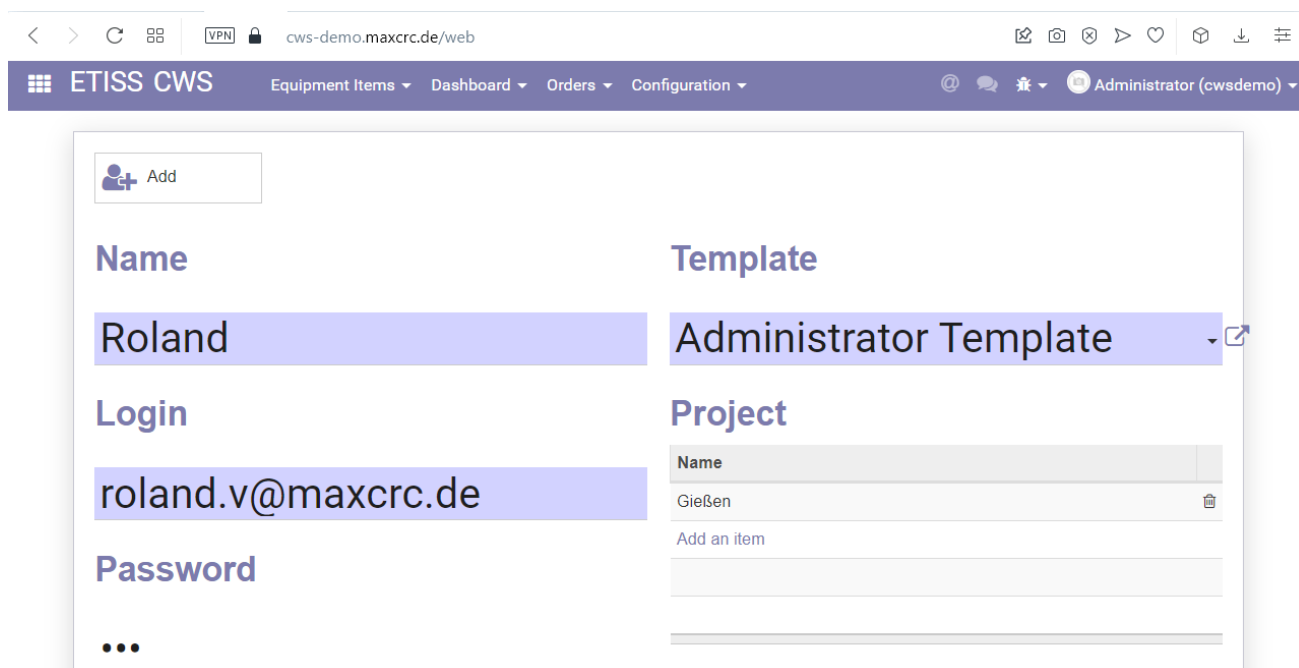 VPN cws-demo.maxcrc.de/web
ETISS CWS Equipment Items Dashboard Orders Configuration @ Administrator (cwsdemo)
Add
Name
Template
Roland
Administrator Template
Login
Project
Name
roland.v@maxcrc.de
Gießen
Add an item
Password
•••